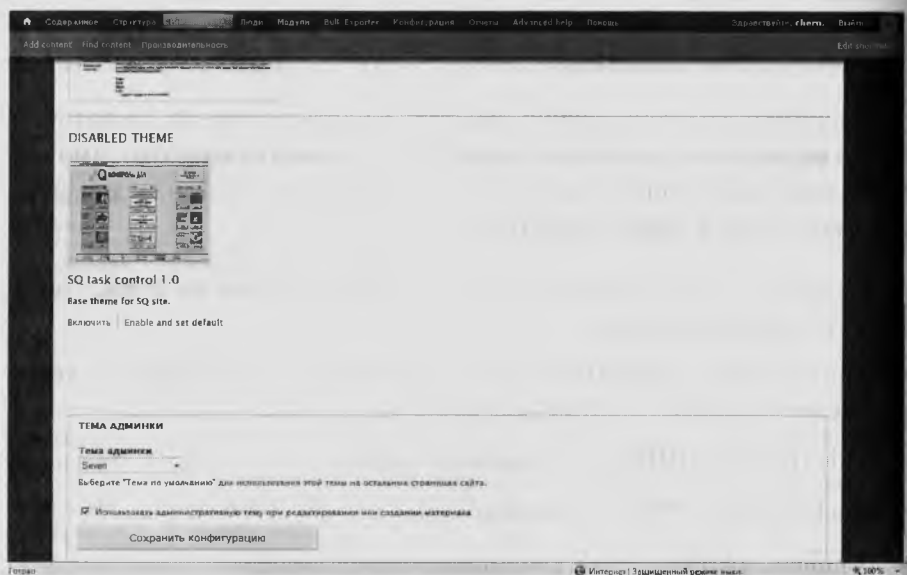 Содержимое Структура Люди Модули Bulk Exporter Конфигурация Отчеты Advanced help Помощь Здравствуйте, chern. Выйти
Add content Find content Производительность Edit
DISABLED THEME
SQ task control 1.0
Base theme for SQ site.
Включить Enable and set default
ТЕМА АДМИНКИ
Тема админки
Seven
Выберите "Тема по умолчанию" для использования этой темы на остальных страницах сайта.
Использовать административную тему при редактировании или создании материала
Сохранить конфигурацию
Готово Интернет | Защищенный режим: выкл. 100%